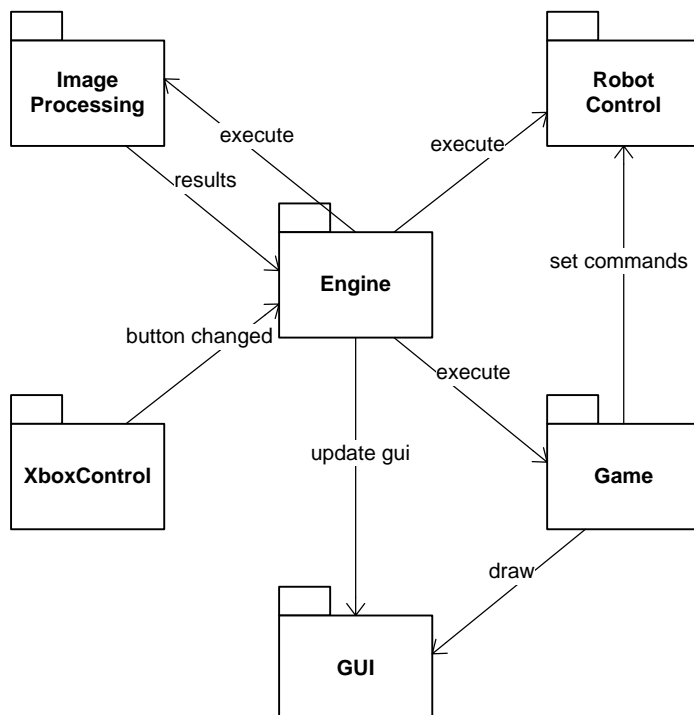 Image
Processing
Robot
Control
execute
execute
results
Engine
set commands
button changed
execute
update gui
XboxControl
Game
draw
GUI